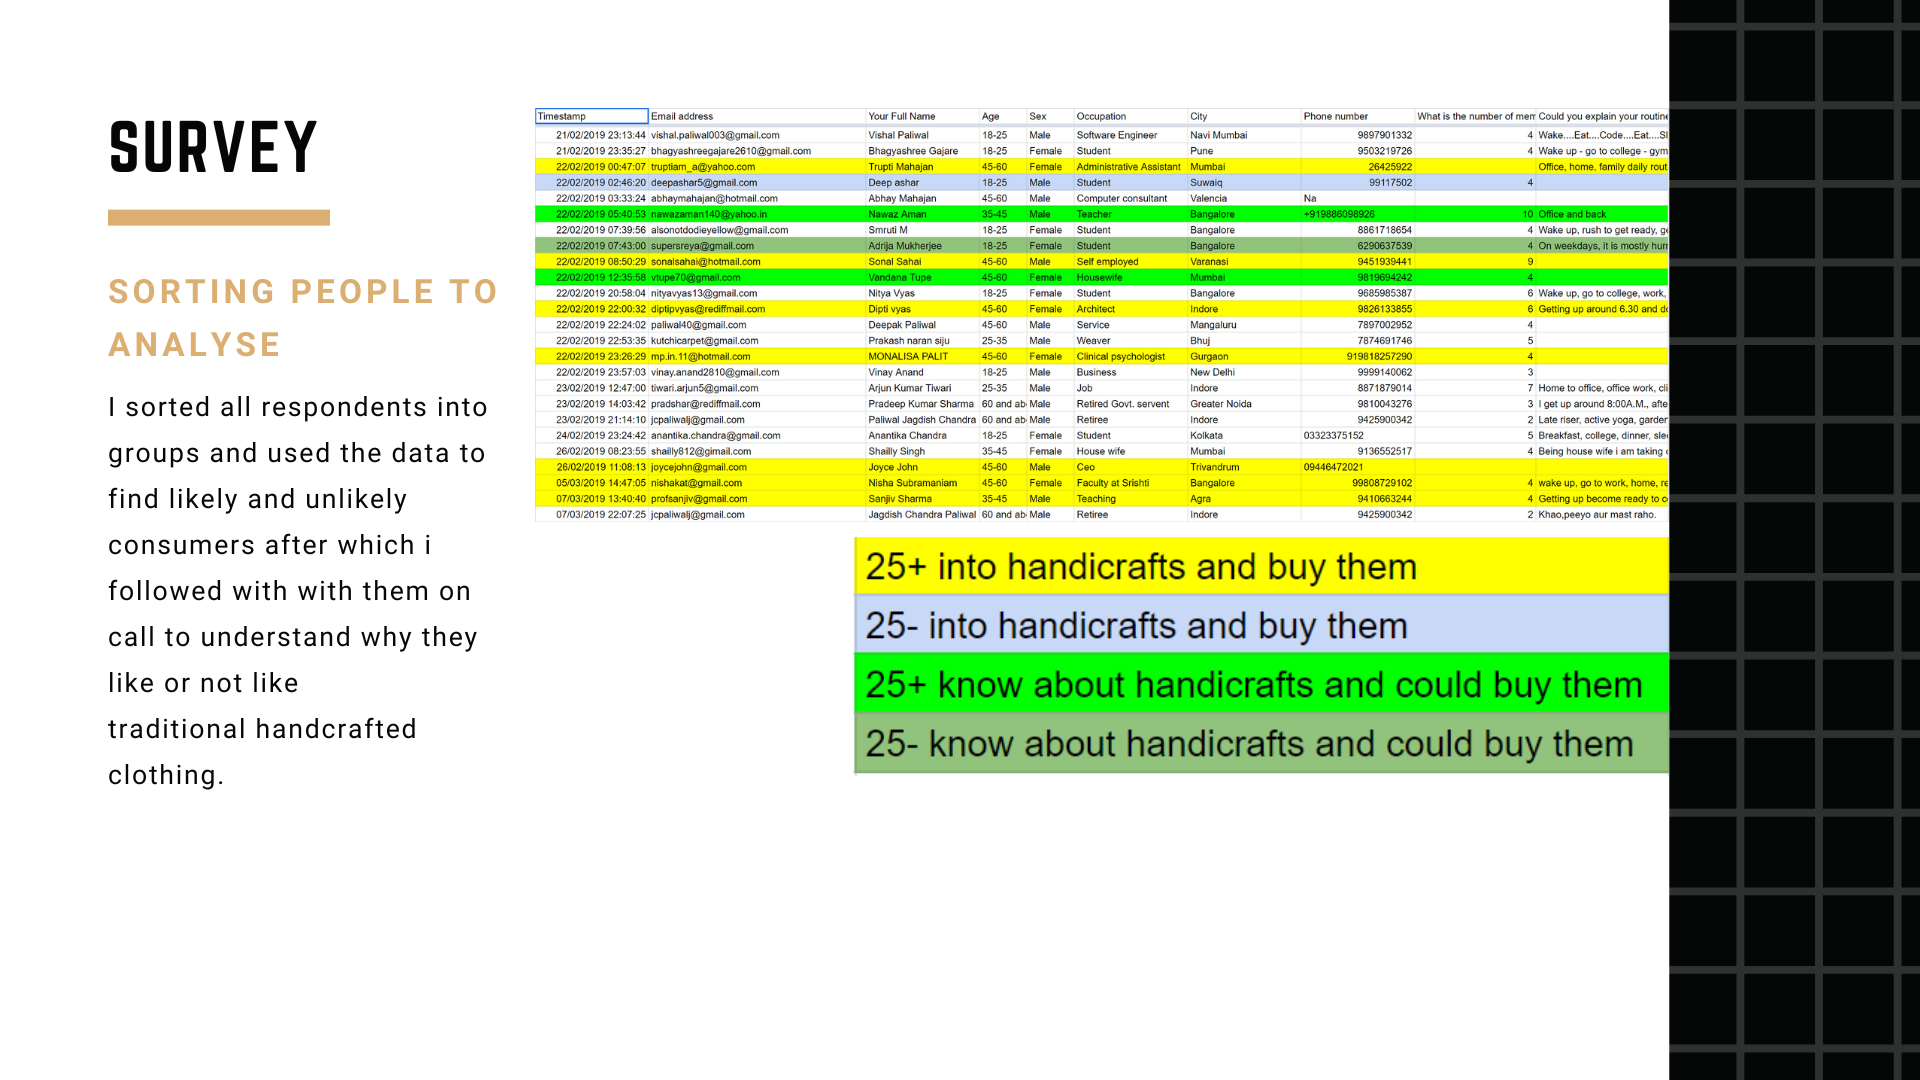 SURVEY
SORTING PEOPLE TO
ANALYSE
I sorted all respondents into
groups and used the data to
find likely and unlikely
consumers after which i
followed with with them on
call to understand why they
like or not like
traditional handcrafted
clothing.
Timestamp Email address Your Full Name Age Sex Occupation City Phone number What is the number of mem Could you explain your routine
21/02/2019 23:13:44 vishal.paliwal003@gmail.com Vishal Paliwal 18-25 Male Software Engineer Navi Mumbai 9897901332 4 Wake....Eat....Code....Eat....Sl
21/02/2019 23:35:27 bhagyashreegajare2610@gmail.com Bhagyashree Gajare 18-25 Female Student Pune 9503219726 4 Wake up - go to college - gym
22/02/2019 00:47:07 truptiam_a@yahoo.com Trupti Mahajan 45-60 Female Administrative Assistant Mumbai 26425922 Office, home, family daily rout
22/02/2019 02:46:20 deepashar5@gmail.com Deep ashar 18-25 Male Student Suwaiq 99117502 4
22/02/2019 03:33:24 abhaymahajan@hotmail.com Abhay Mahajan 45-60 Male Computer consultant Valencia Na
22/02/2019 05:40:53 nawazaman140@yahoo.in Nawaz Aman 35-45 Male Teacher Bangalore +919886098926 10 Office and back
22/02/2019 07:39:56 alsonotdodieyellow@gmail.com Smruti M 18-25 Female Student Bangalore 8861718654 4 Wake up, rush to get ready, ge
22/02/2019 07:43:00 supersreya@gmail.com Adrija Mukherjee 18-25 Female Student Bangalore 6290637539 4 On weekdays, it is mostly hurr
22/02/2019 08:50:29 sonalsahai@hotmail.com Sonal Sahai 45-60 Female Self employed Varanasi 9451939441 9
22/02/2019 12:35:58 vtupe70@gmail.com Vandana Tupe 45-60 Female Housewife Mumbai 9819694242 4
22/02/2019 20:58:04 nityavyas13@gmail.com Nitya Vyas 18-25 Female Student Bangalore 9685985387 6 Wake up, go to college, work,
22/02/2019 22:00:32 diptipvyas@rediffmail.com Dipti vyas 45-60 Female Architect Indore 9826133855 6 Getting up around 6.30 and do
22/02/2019 22:24:02 paliwal40@gmail.com Deepak Paliwal 45-60 Male Service Mangaluru 7897002952 4
22/02/2019 22:53:35 kutchicarpet@gmail.com Prakash naran siju 25-35 Male Weaver Bhuj 7874691746 5
22/02/2019 23:26:29 mp.in.11@hotmail.com MONALISA PALIT 45-60 Female Clinical psychologist Gurgaon 919818257290 4
22/02/2019 23:57:03 vinay.anand2810@gmail.com Vinay Anand 18-25 Male Business New Delhi 9999140062 3
23/02/2019 12:47:00 tiwari.arjun5@gmail.com Arjun Kumar Tiwari 25-35 Male Job Indore 8871879014 7 Home to office, office work, cli
23/02/2019 14:03:42 pradshar@rediffmail.com Pradeep Kumar Sharma 60 and ab Male Retired Govt. servent Greater Noida 9810043276 3 I get up around 8:00A.M., afte
23/02/2019 21:14:10 jcpaliwalj@gmail.com Paliwal Jagdish Chandra 60 and ab Male Retiree Indore 9425900342 2 Late riser, active yoga, garden
24/02/2019 23:24:42 anantika.chandra@gmail.com Anantika Chandra 18-25 Female Student Kolkata 03323375152 5 Breakfast, college, dinner, slee
26/02/2019 08:23:55 shailly812@gimail.com Shailly Singh 35-45 Female House wife Mumbai 9136552517 4 Being house wife i am taking c
26/02/2019 11:08:13 joycejohn@gmail.com Joyce John 45-60 Male Ceo Trivandrum 09446472021
05/03/2019 14:47:05 nishakat@gmail.com Nisha Subramaniam 45-60 Female Faculty at Srishti Bangalore 99808729102 4 wake up, go to work, home, re
07/03/2019 13:40:40 profsanjiv@gmail.com Sanjiv Sharma 35-45 Male Teaching Agra 9410663244 4 Getting up become ready to c
07/03/2019 22:07:25 jcpaliwalj@gmail.com Jagdish Chandra Paliwal 60 and ab Male Retiree Indore 9425900342 2 Khao,peeyo aur mast raho.
25+ into handicrafts and buy them
25- into handicrafts and buy them
25+ know about handicrafts and could buy them
25- know about handicrafts and could buy them